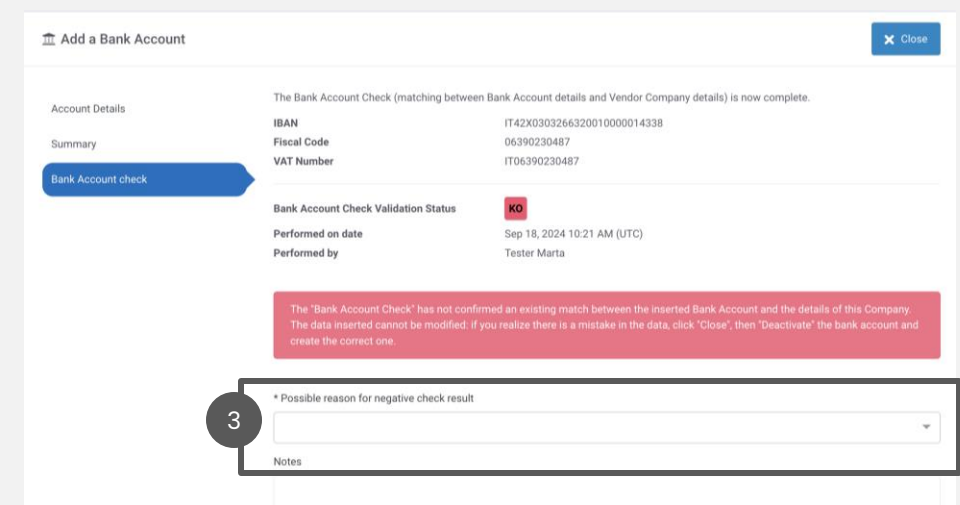 Add a Bank Account
Close
Account Details
Summary
Bank Account check
The Bank Account Check (matching between Bank Account details and Vendor Company details) is now complete.
IBAN IT42X0303266320010000014338
Fiscal Code 06390230487
VAT Number IT06390230487
Bank Account Check Validation Status KO
Performed on date Sep 18, 2024 10:21 AM (UTC)
Performed by Tester Marta
The "Bank Account Check" has not confirmed an existing match between the inserted Bank Account and the details of this Company.
The data inserted cannot be modified: if you realize there is a mistake in the data, click "Close", then "Deactivate" the bank account and
create the correct one.
3
* Possible reason for negative check result
Notes